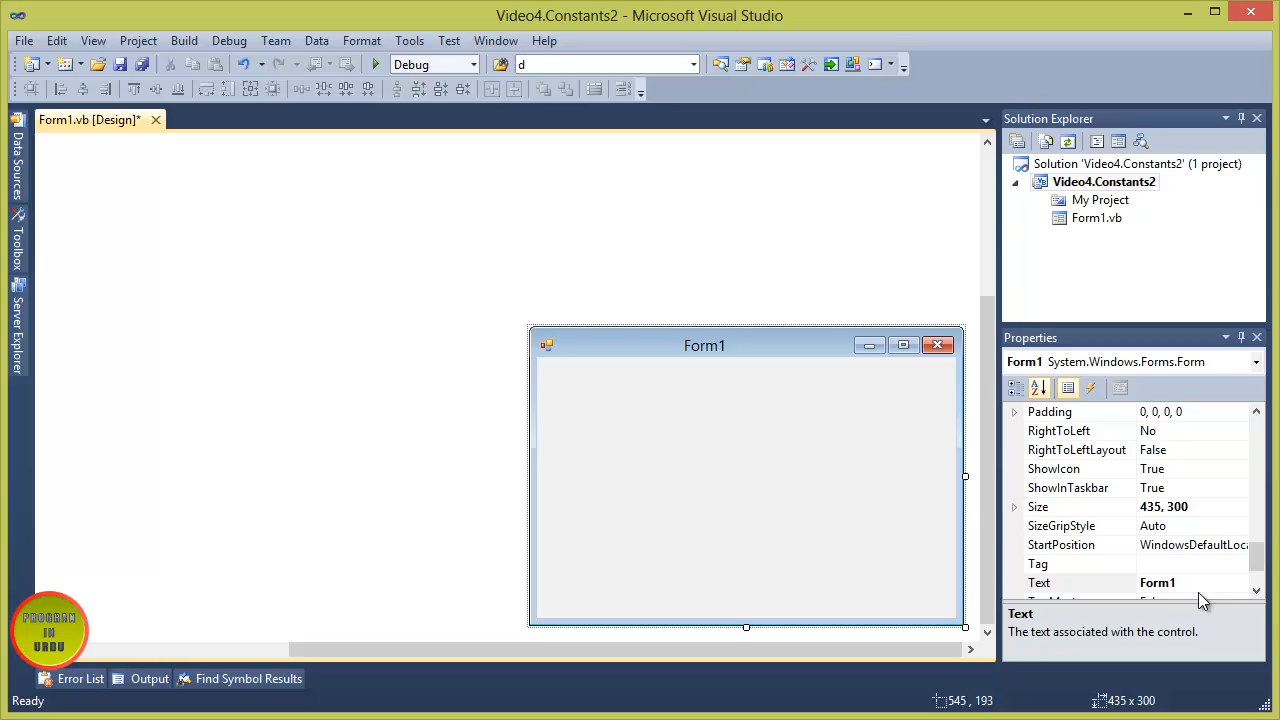 Video4.Constants2 - Microsoft Visual Studio
File Edit View Project Build Debug Team Data Format Tools Test Window Help
Debug d
Form1.vb [Design]*
Data Sources
Toolbox
Server Explorer
Form1
PROGRAM
IN
URDU
Solution Explorer
Solution 'Video4.Constants2' (1 project)
Video4.Constants2
My Project
Form1.vb
Properties
Form1 System.Windows.Forms.Form
Padding 0, 0, 0, 0
RightToLeft No
RightToLeftLayout False
ShowIcon True
ShowInTaskbar True
Size 435, 300
SizeGripStyle Auto
StartPosition WindowsDefaultLoca
Tag
Text Form1
Text
The text associated with the control.
Error List Output Find Symbol Results
Ready 545 , 193 435 x 300